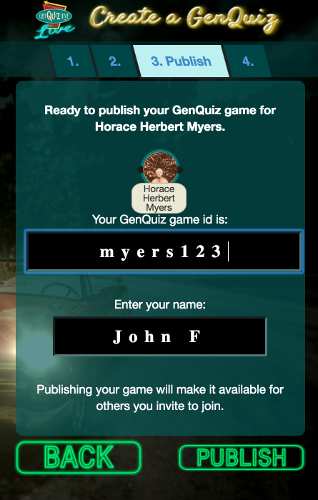 GENQUIZEYE
Live
Create a GenQuiz
1. 2. 3. Publish 4.
Ready to publish your GenQuiz game for
Horace Herbert Myers.
Horace
Herbert
Myers
Your GenQuiz game id is:
myers123
Enter your name:
John F
Publishing your game will make it available for
others you invite to join.
BACK PUBLISH